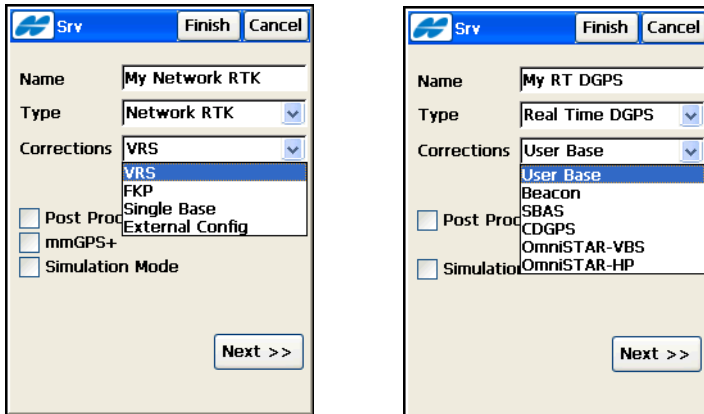 Srv Finish Cancel
Name My Network RTK
Type Network RTK
Corrections VRS
VRS
FKP
Single Base
External Config
Post Proc
mmGPS+
Simulation Mode
Next >>
Srv Finish Cancel
Name My RT DGPS
Type Real Time DGPS
Corrections User Base
User Base
Beacon
SBAS
CDGPS
OmniSTAR-VBS
OmniSTAR-HP
Post Proc
Simulation
Next >>